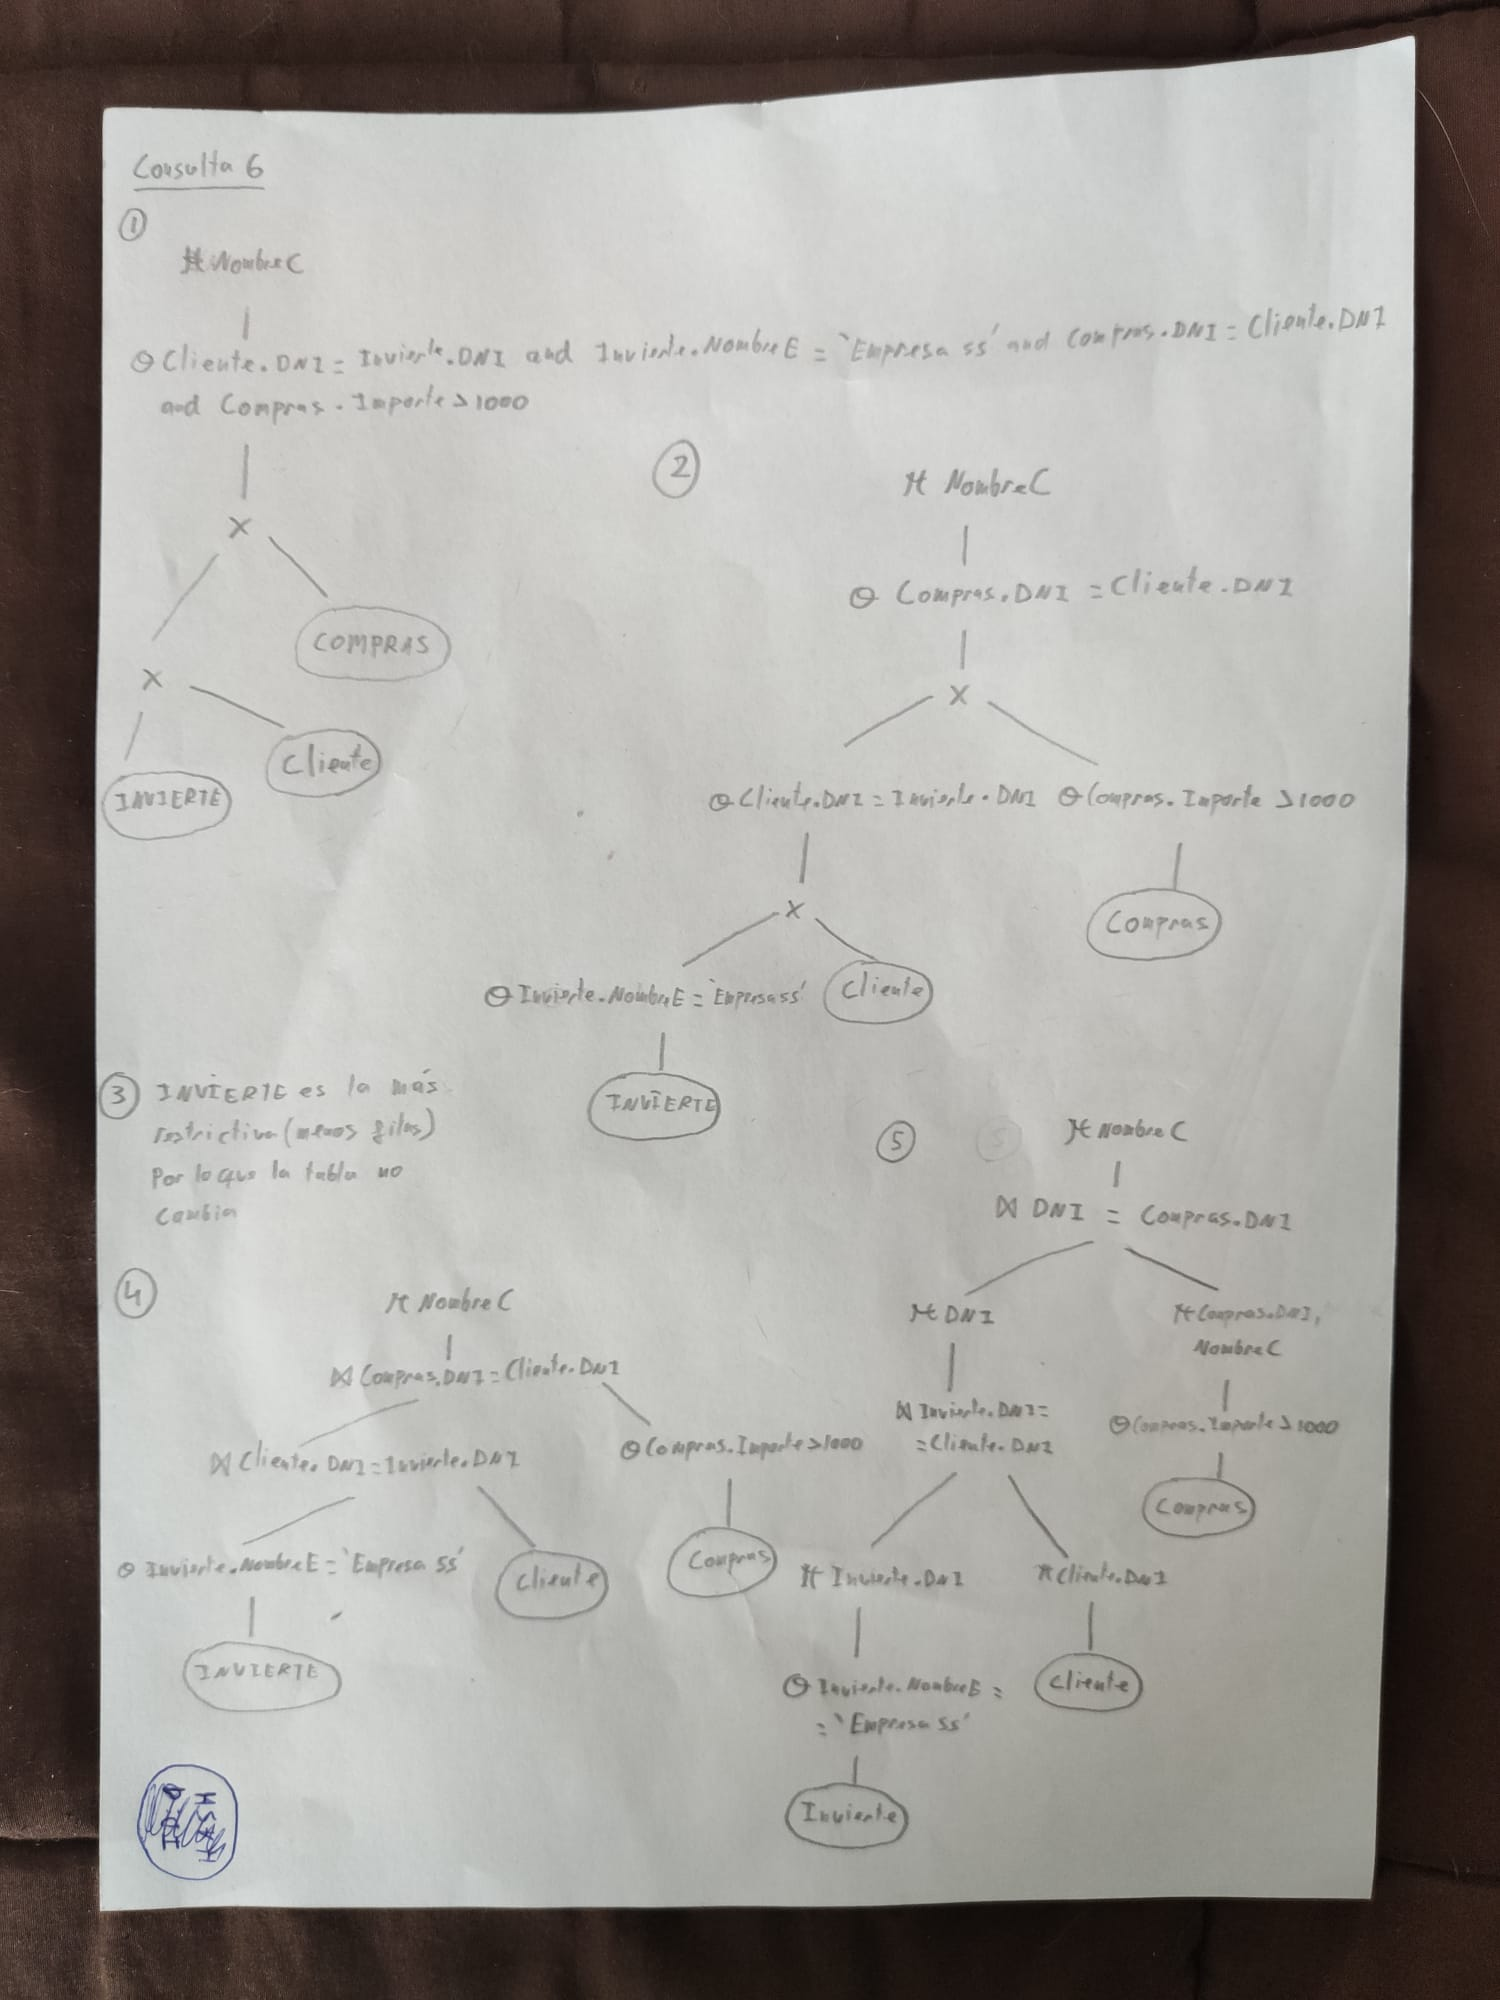 Consulta 6
①
π NombreC
σ Cliente.DNI = Invierte.DNI and Invierte.NombreE = 'Empresa 55' and Compras.DNI = Cliente.DNI
and Compras.Importe > 1000
X
COMPRAS
X
Cliente
INVIERTE
②
π NombreC
σ Compras.DNI = Cliente.DNI
X
σ Cliente.DNI = Invierte.DNI
σ Compras.Importe > 1000
X
Compras
σ Invierte.NombreE = 'Empresa55'
Cliente
INVIERTE
③ INVIERTE es la más
restrictiva (menos filas)
Por lo que la tabla no
cambia
④
π NombreC
⋈ Compras.DNI = Cliente.DNI
⋈ Cliente.DNI = Invierte.DNI
σ Compras.Importe > 1000
σ Invierte.NombreE = 'Empresa 55'
Cliente
Compras
INVIERTE
⑤
π NombreC
⋈ DNI = Compras.DNI
π DNI
π Compras.DNI,
NombreC
⋈ Invierte.DNI =
= Cliente.DNI
σ Compras.Importe > 1000
Compras
π Invierte.DNI
π Cliente.DNI
σ Invierte.NombreE =
= 'Empresa 55'
Cliente
Invierte